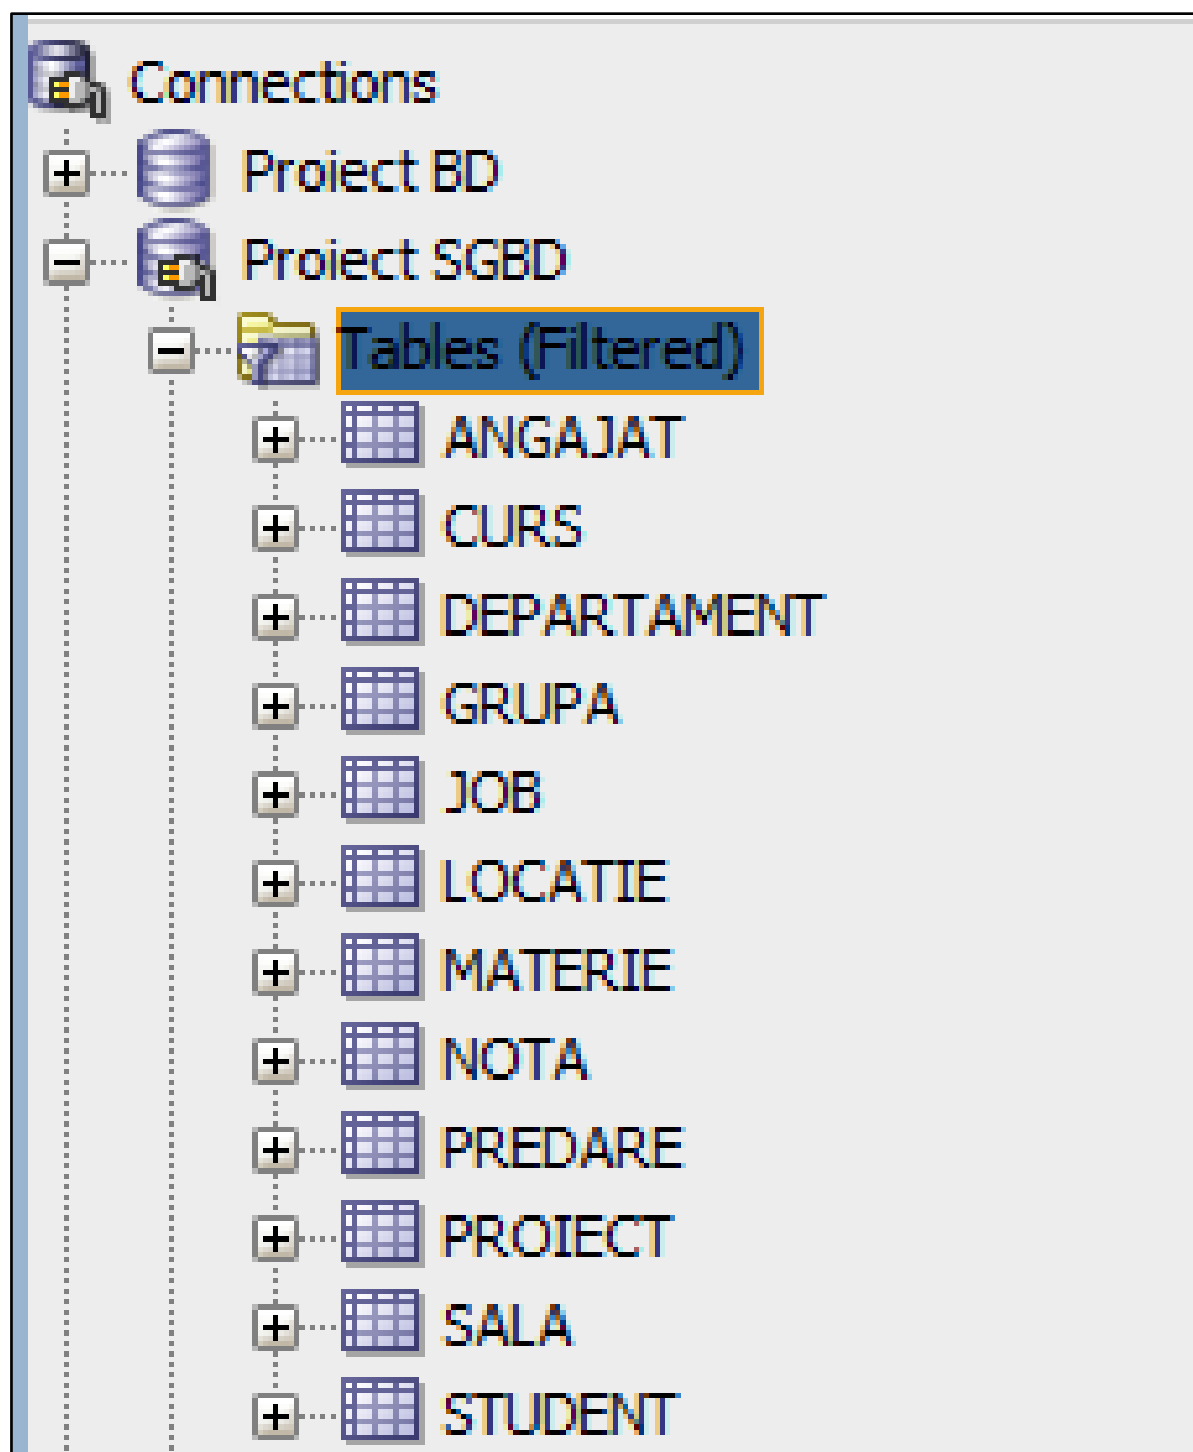 Connections
Proiect BD
Proiect SGBD
Tables (Filtered)
ANGAJAT
CURS
DEPARTAMENT
GRUPA
JOB
LOCATIE
MATERIE
NOTA
PREDARE
PROIECT
SALA
STUDENT